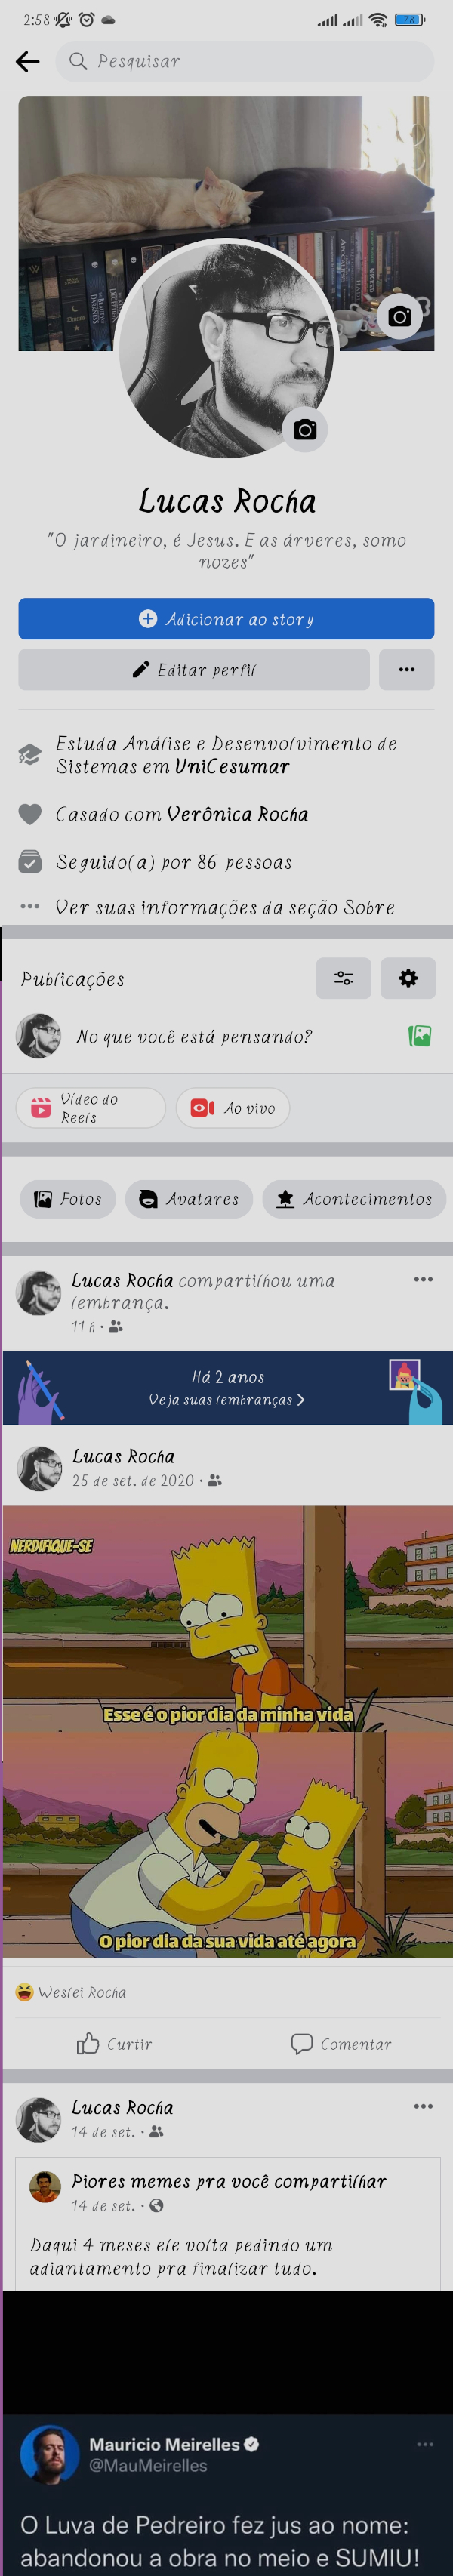 2:58
78
Pesquisar
Lucas Rocha
"O jardineiro, é Jesus. E as árveres, somo
nozes"
Adicionar ao story
Editar perfil
Estuda Análise e Desenvolvimento de
Sistemas em UniCesumar
Casado com Verônica Rocha
Seguido(a) por 86 pessoas
Ver suas informações da seção Sobre
Publicações
No que você está pensando?
Vídeo do
Reels
Ao vivo
Fotos
Avatares
Acontecimentos
Lucas Rocha compartilhou uma
lembrança.
11 h
Há 2 anos
Veja suas lembranças
Lucas Rocha
25 de set. de 2020
NERDIFIQUE-SE
Esse é o pior dia da minha vida
O pior dia da sua vida até agora
Weslei Rocha
Curtir
Comentar
Lucas Rocha
14 de set.
Piores memes pra você compartilhar
14 de set.
Daqui 4 meses ele volta pedindo um
adiantamento pra finalizar tudo.
Mauricio Meirelles
@MauMeirelles
O Luva de Pedreiro fez jus ao nome:
abandonou a obra no meio e SUMIU!